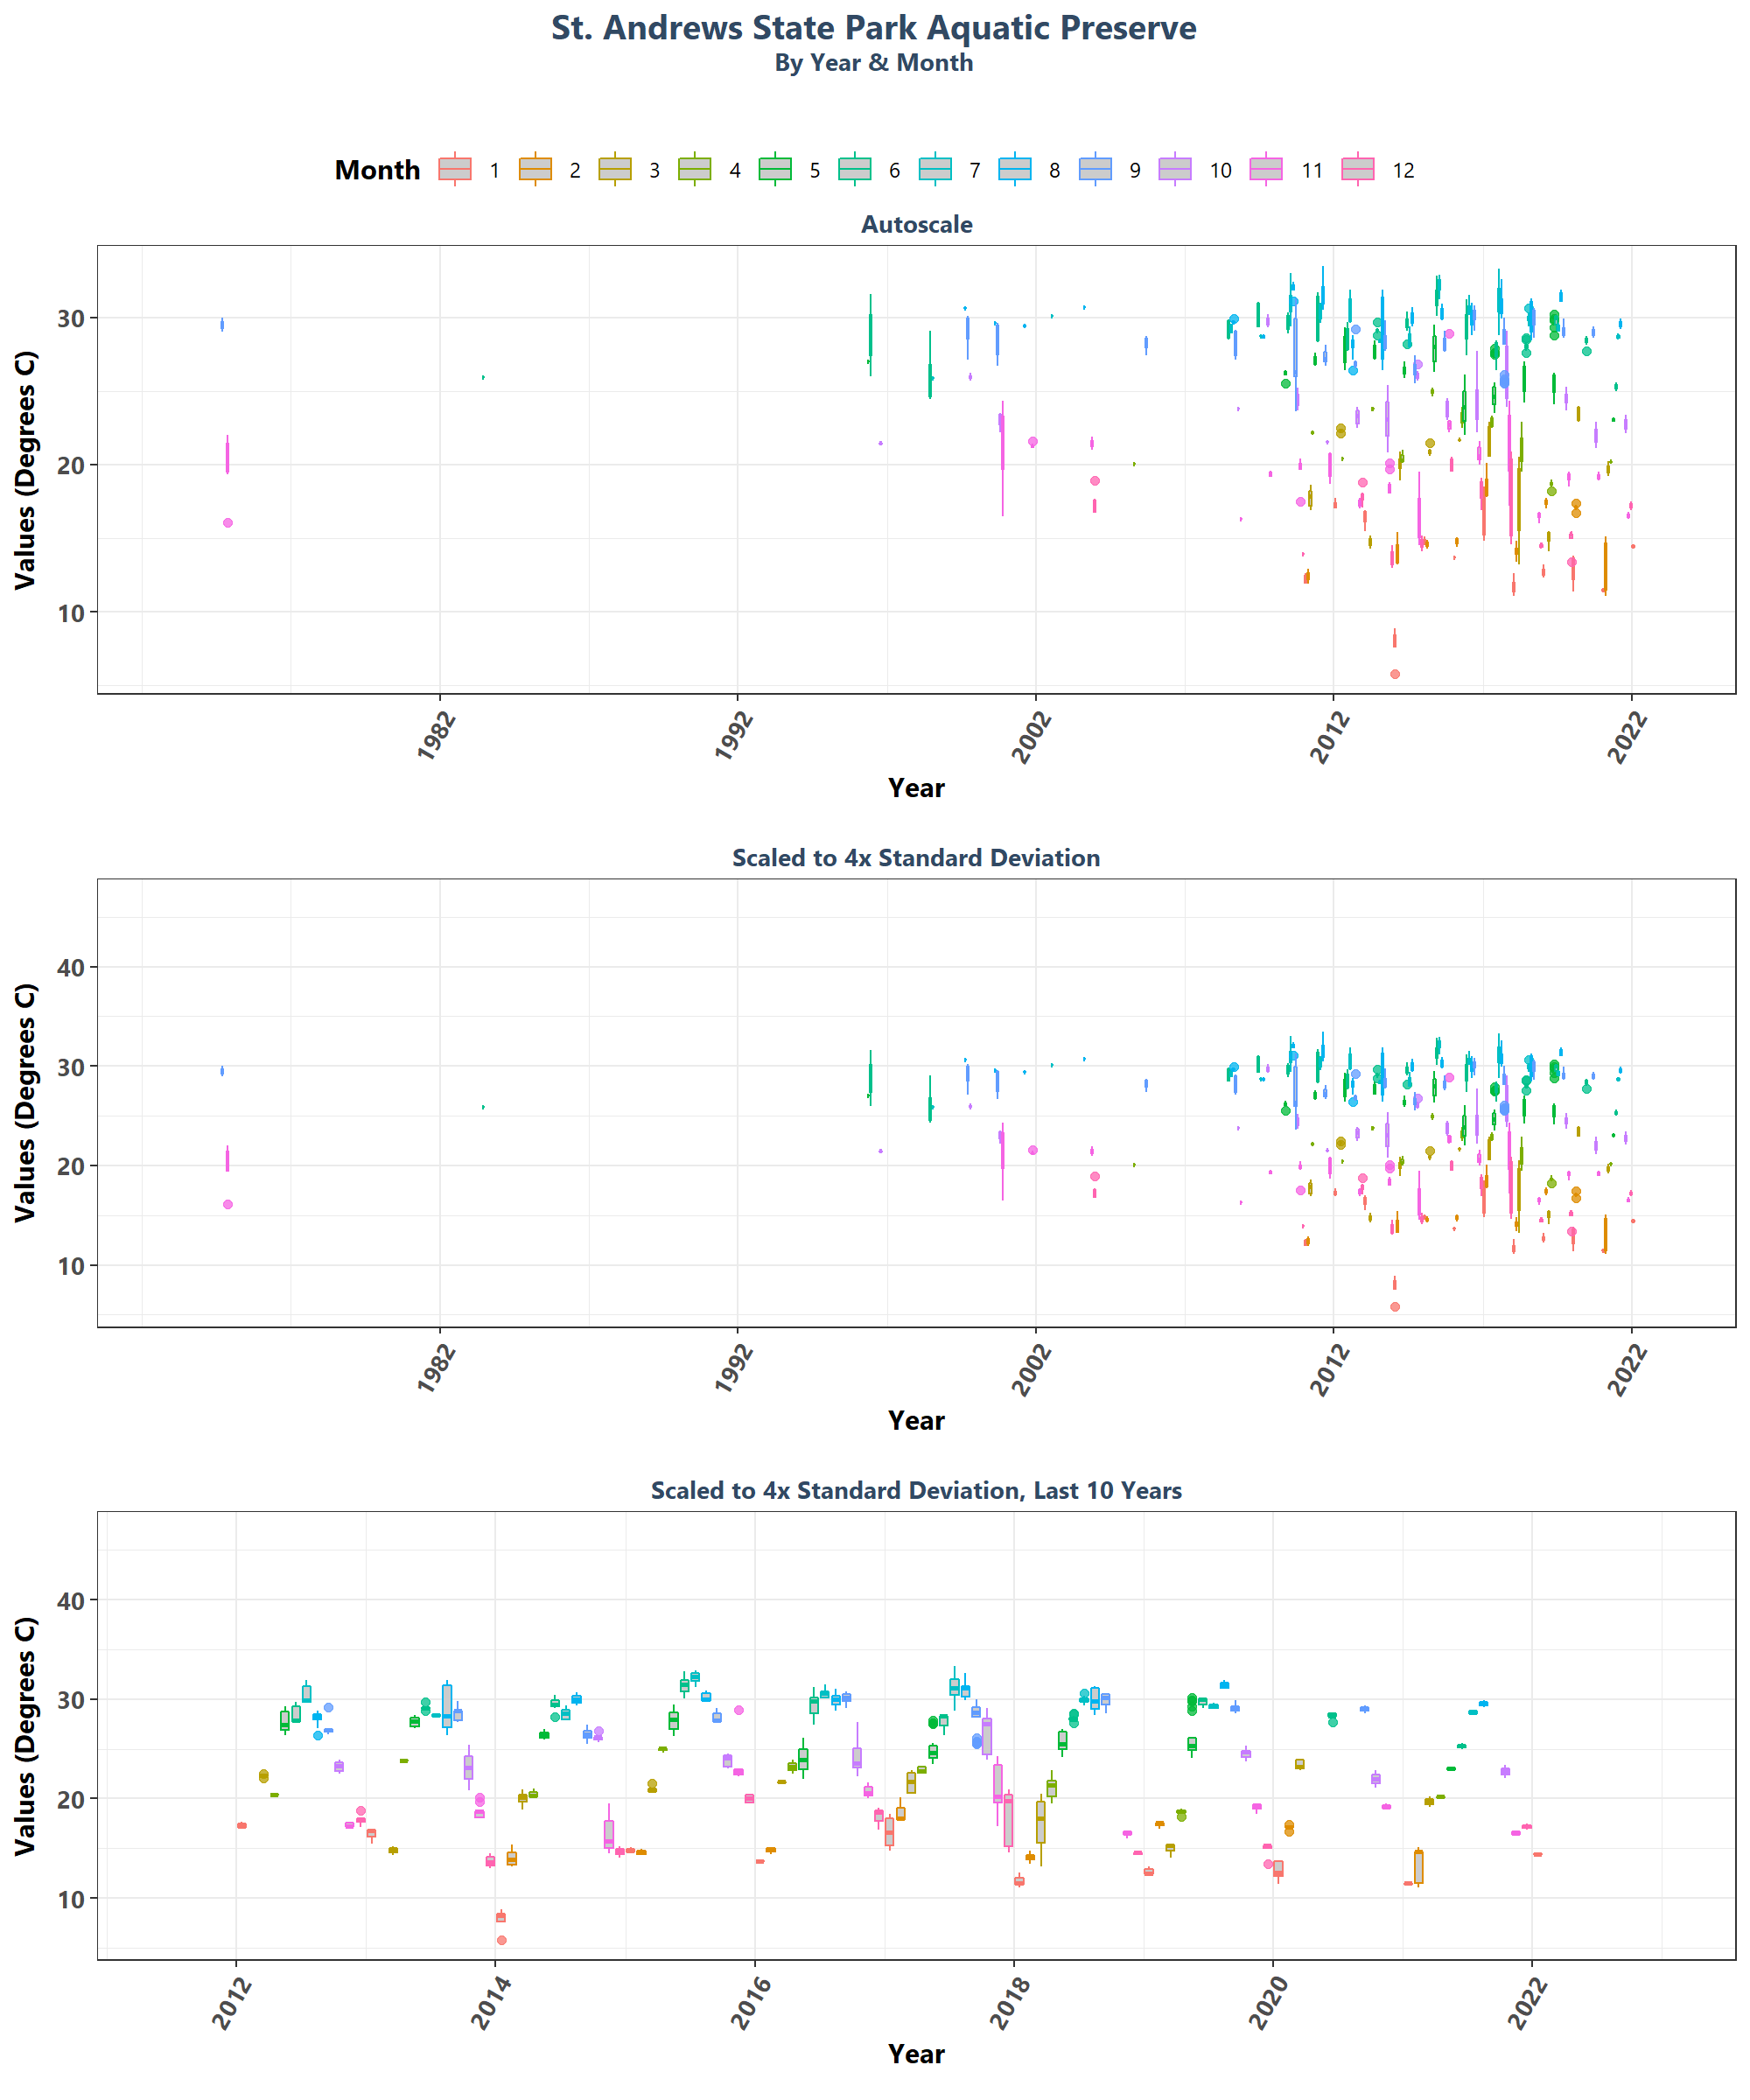 St. Andrews State Park Aquatic Preserve
By Year & Month
Month 1 2 3 4 5 6 7 8 9 10 11 12
Autoscale
Values (Degrees C)
30
20
10
1982 1992 2002 2012 2022
Year
Scaled to 4x Standard Deviation
Values (Degrees C)
40
30
20
10
1982 1992 2002 2012 2022
Year
Scaled to 4x Standard Deviation, Last 10 Years
Values (Degrees C)
40
30
20
10
2012 2014 2016 2018 2020 2022
Year